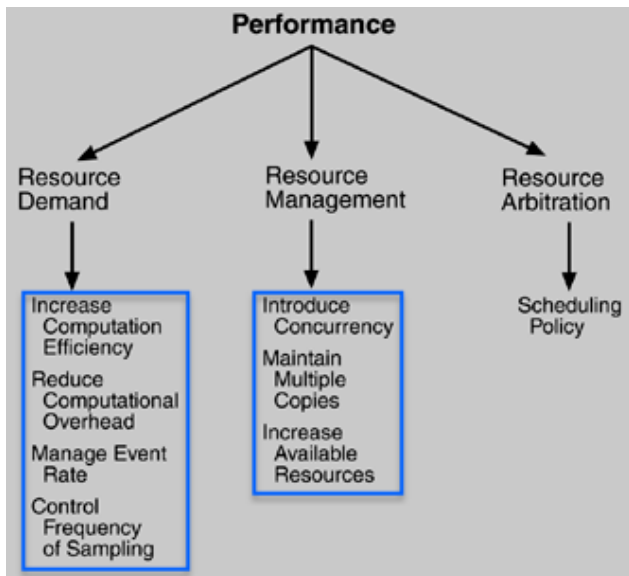 Performance
Resource
Demand
Resource
Management
Resource
Arbitration
Increase
Computation
Efficiency
Reduce
Computational
Overhead
Manage Event
Rate
Control
Frequency
of Sampling
Introduce
Concurrency
Maintain
Multiple
Copies
Increase
Available
Resources
Scheduling
Policy